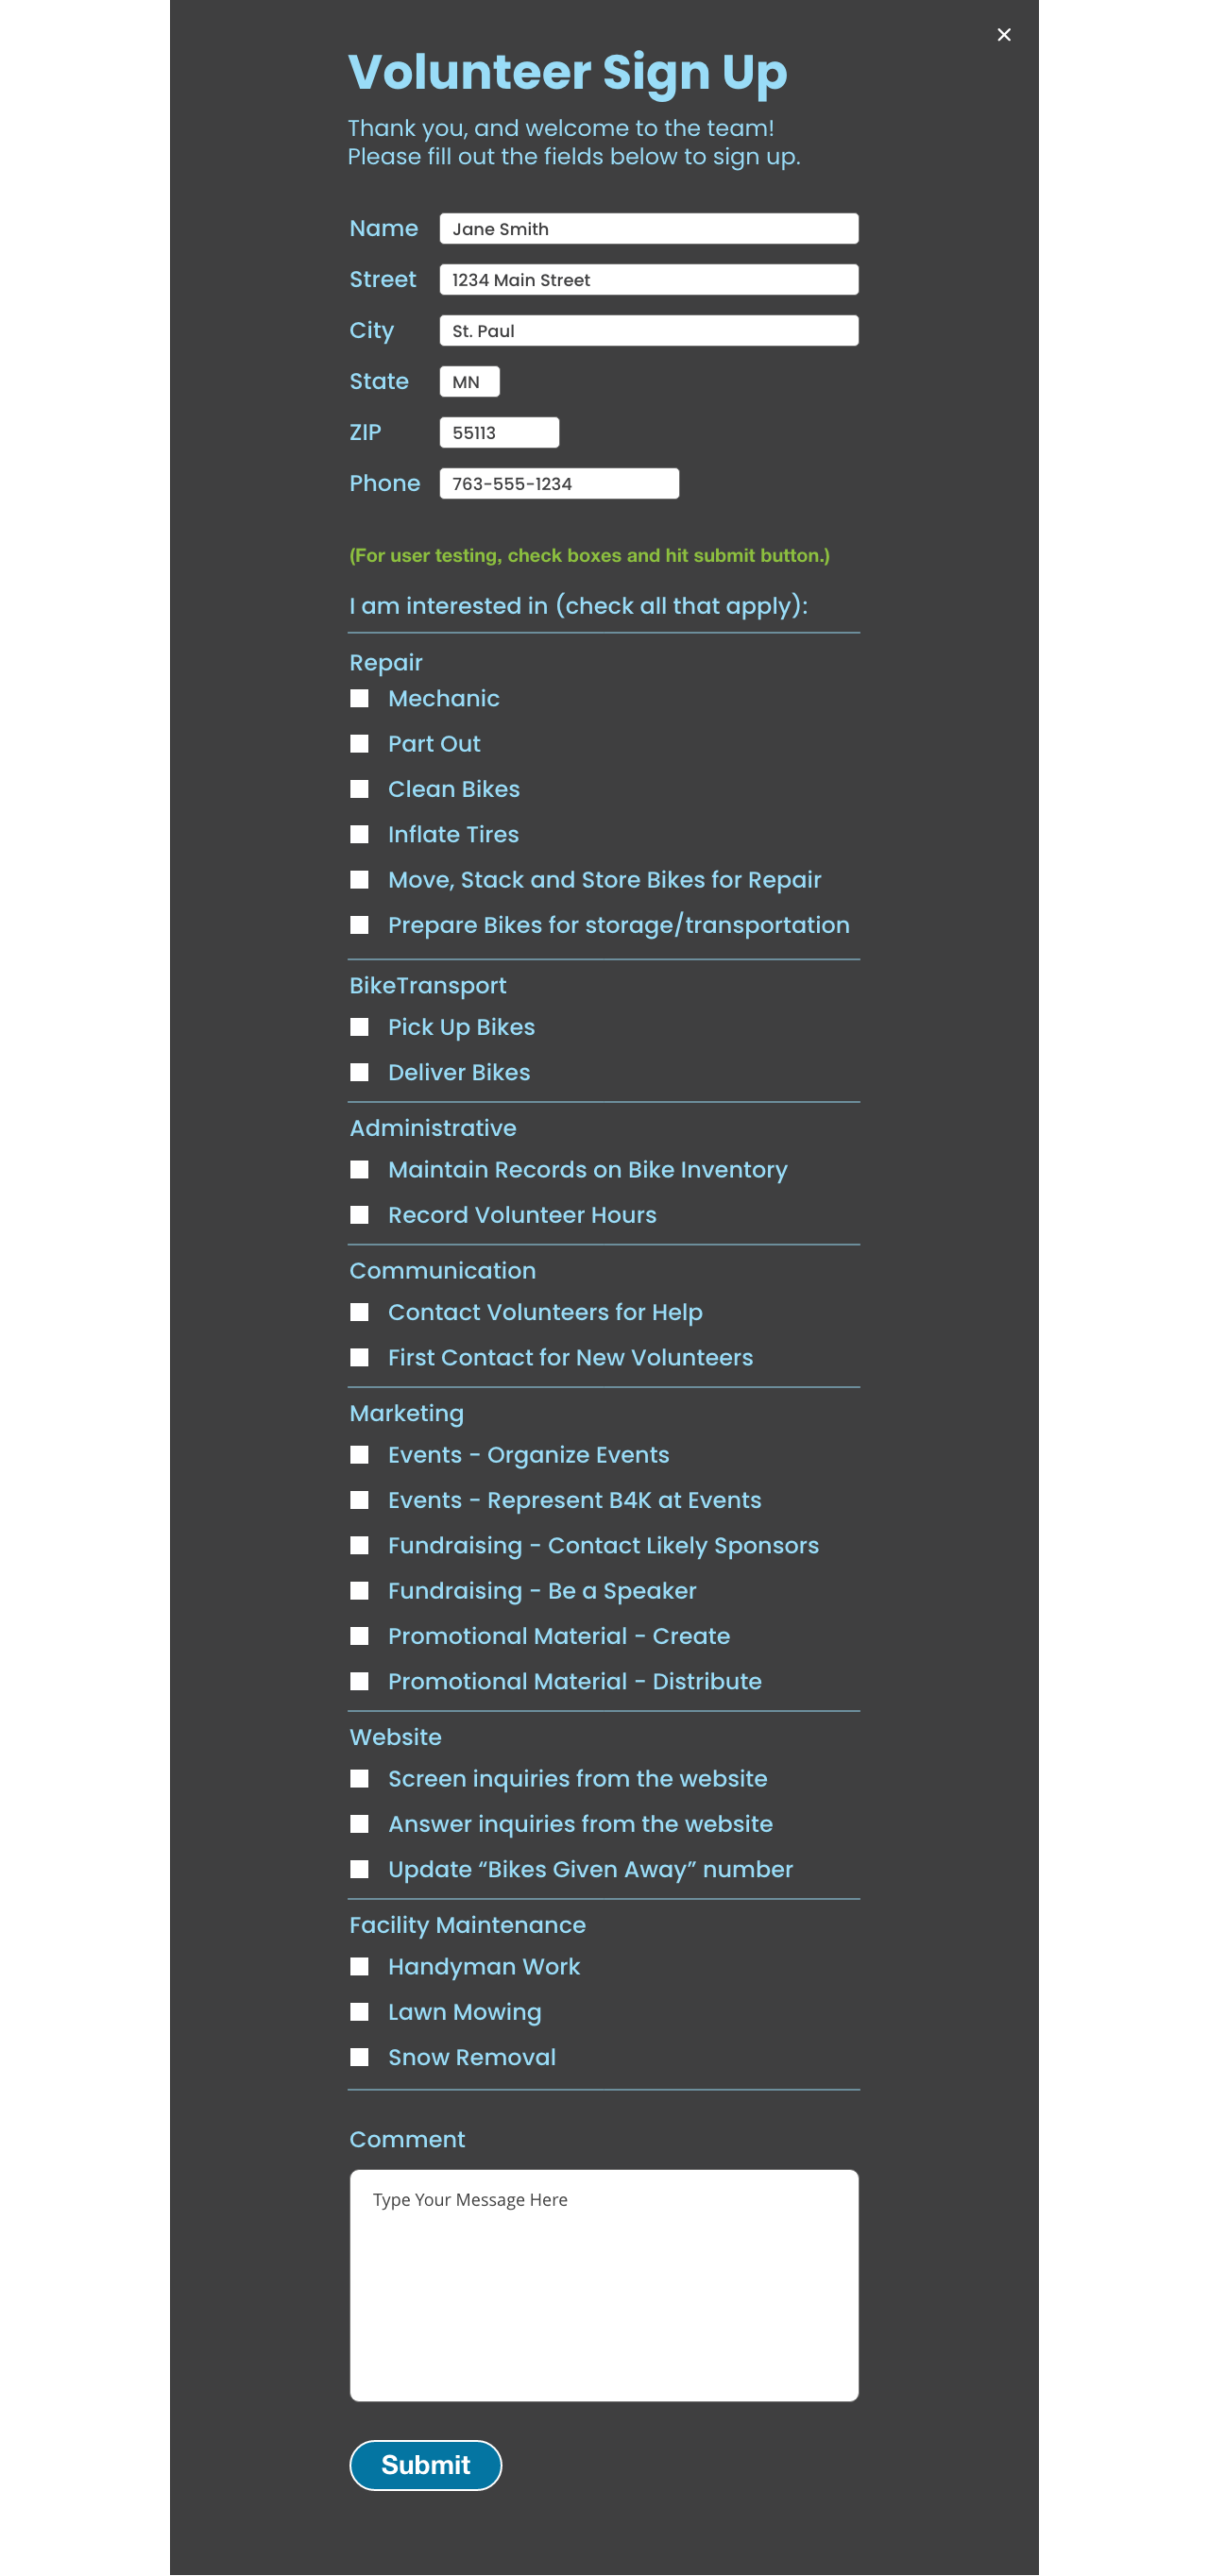 Volunteer Sign Up
Thank you, and welcome to the team!
Please fill out the fields below to sign up.
Name Jane Smith
Street 1234 Main Street
City St. Paul
State MN
ZIP 55113
Phone 763-555-1234
(For user testing, check boxes and hit submit button.)
I am interested in (check all that apply):
Repair
Mechanic
Part Out
Clean Bikes
Inflate Tires
Move, Stack and Store Bikes for Repair
Prepare Bikes for storage/transportation
BikeTransport
Pick Up Bikes
Deliver Bikes
Administrative
Maintain Records on Bike Inventory
Record Volunteer Hours
Communication
Contact Volunteers for Help
First Contact for New Volunteers
Marketing
Events - Organize Events
Events - Represent B4K at Events
Fundraising - Contact Likely Sponsors
Fundraising - Be a Speaker
Promotional Material - Create
Promotional Material - Distribute
Website
Screen inquiries from the website
Answer inquiries from the website
Update “Bikes Given Away” number
Facility Maintenance
Handyman Work
Lawn Mowing
Snow Removal
Comment
Type Your Message Here
Submit